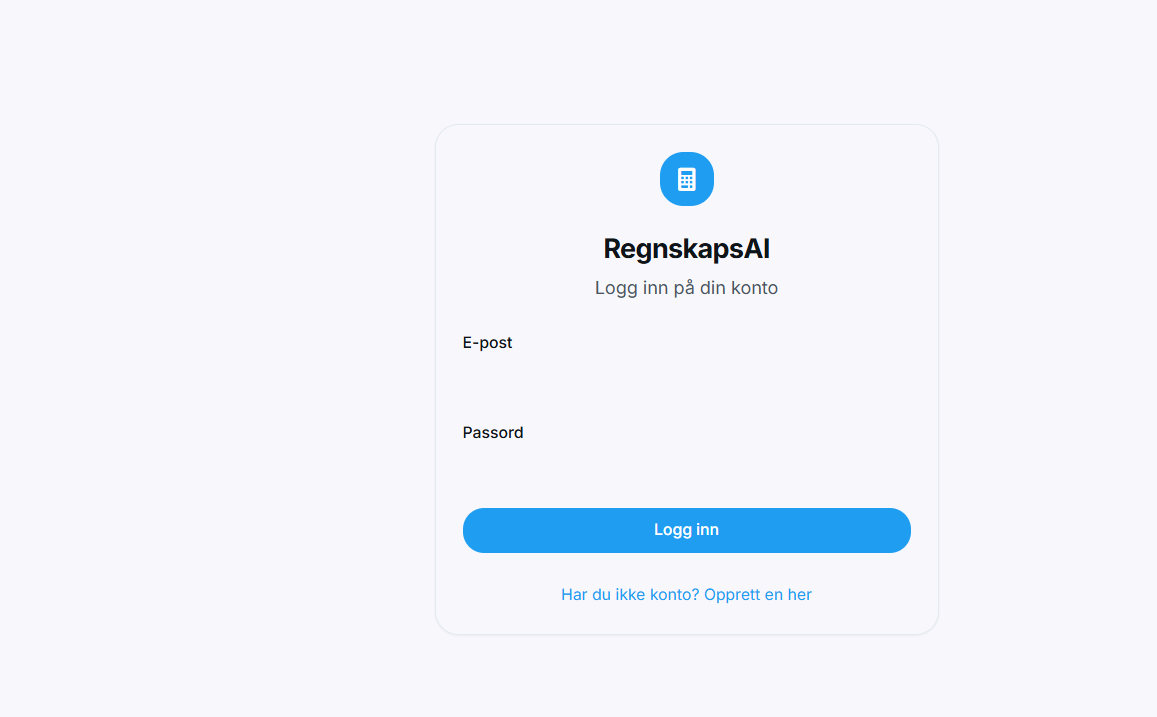 RegnskapsAI
Logg inn på din konto
E-post
Passord
Logg inn
Har du ikke konto? Opprett en her